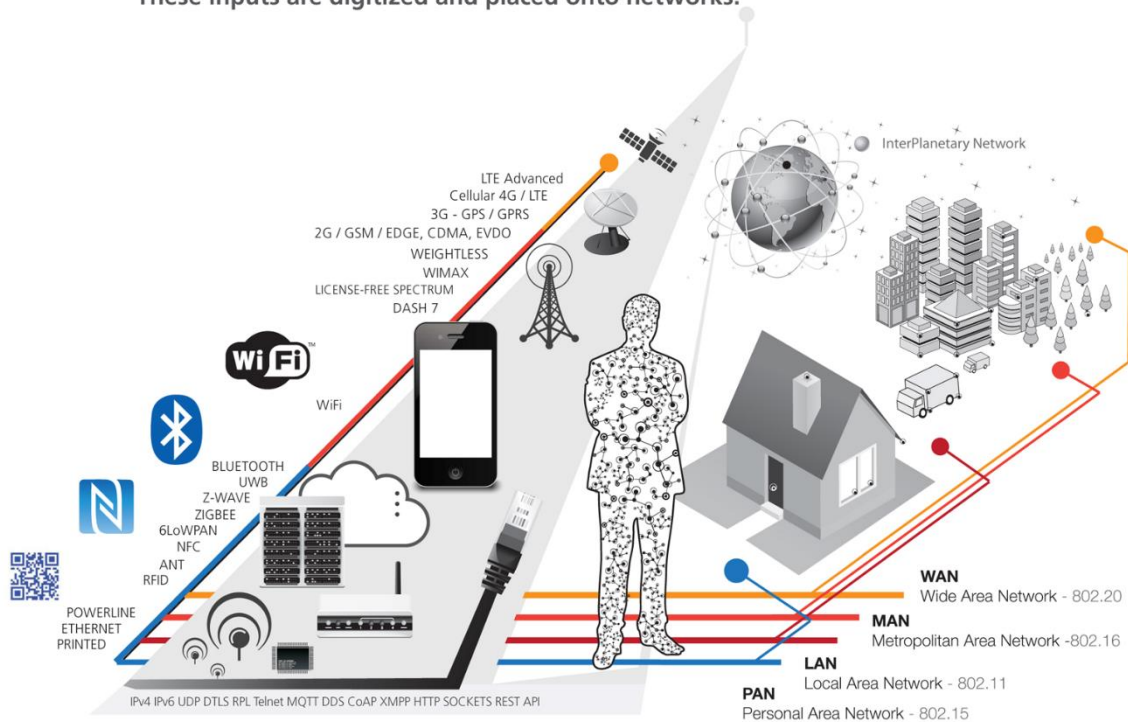 These inputs are digitized and placed onto networks.
InterPlanetary Network
LTE Advanced
Cellular 4G / LTE
3G - GPS / GPRS
2G / GSM / EDGE, CDMA, EVDO
WEIGHTLESS
WIMAX
LICENSE-FREE SPECTRUM
DASH 7
Wi Fi™
WiFi
BLUETOOTH
UWB
Z-WAVE
ZIGBEE
6LoWPAN
NFC
ANT
RFID
POWERLINE
ETHERNET
PRINTED
WAN
Wide Area Network - 802.20
MAN
Metropolitan Area Network -802.16
LAN
Local Area Network - 802.11
PAN
Personal Area Network - 802.15
IPv4 IPv6 UDP DTLS RPL Telnet MQTT DDS CoAP XMPP HTTP SOCKETS REST API